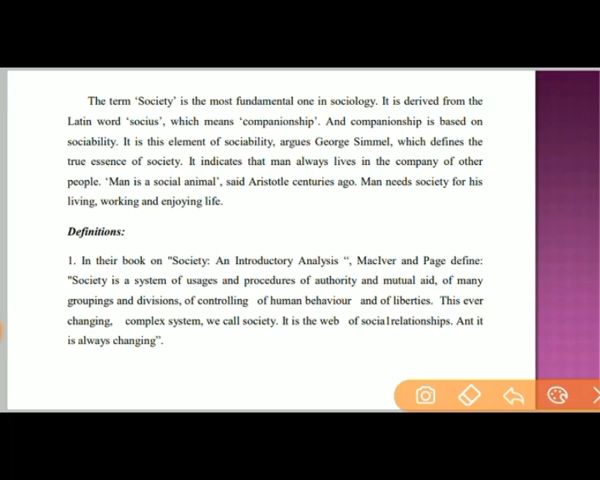 The term ‘Society’ is the most fundamental one in sociology. It is derived from the
Latin word ‘socius’, which means ‘companionship’. And companionship is based on
sociability. It is this element of sociability, argues George Simmel, which defines the
true essence of society. It indicates that man always lives in the company of other
people. ‘Man is a social animal’, said Aristotle centuries ago. Man needs society for his
living, working and enjoying life.
Definitions:
1. In their book on "Society: An Introductory Analysis “, MacIver and Page define:
"Society is a system of usages and procedures of authority and mutual aid, of many
groupings and divisions, of controlling of human behaviour and of liberties. This ever
changing, complex system, we call society. It is the web of social relationships. Ant it
is always changing”.